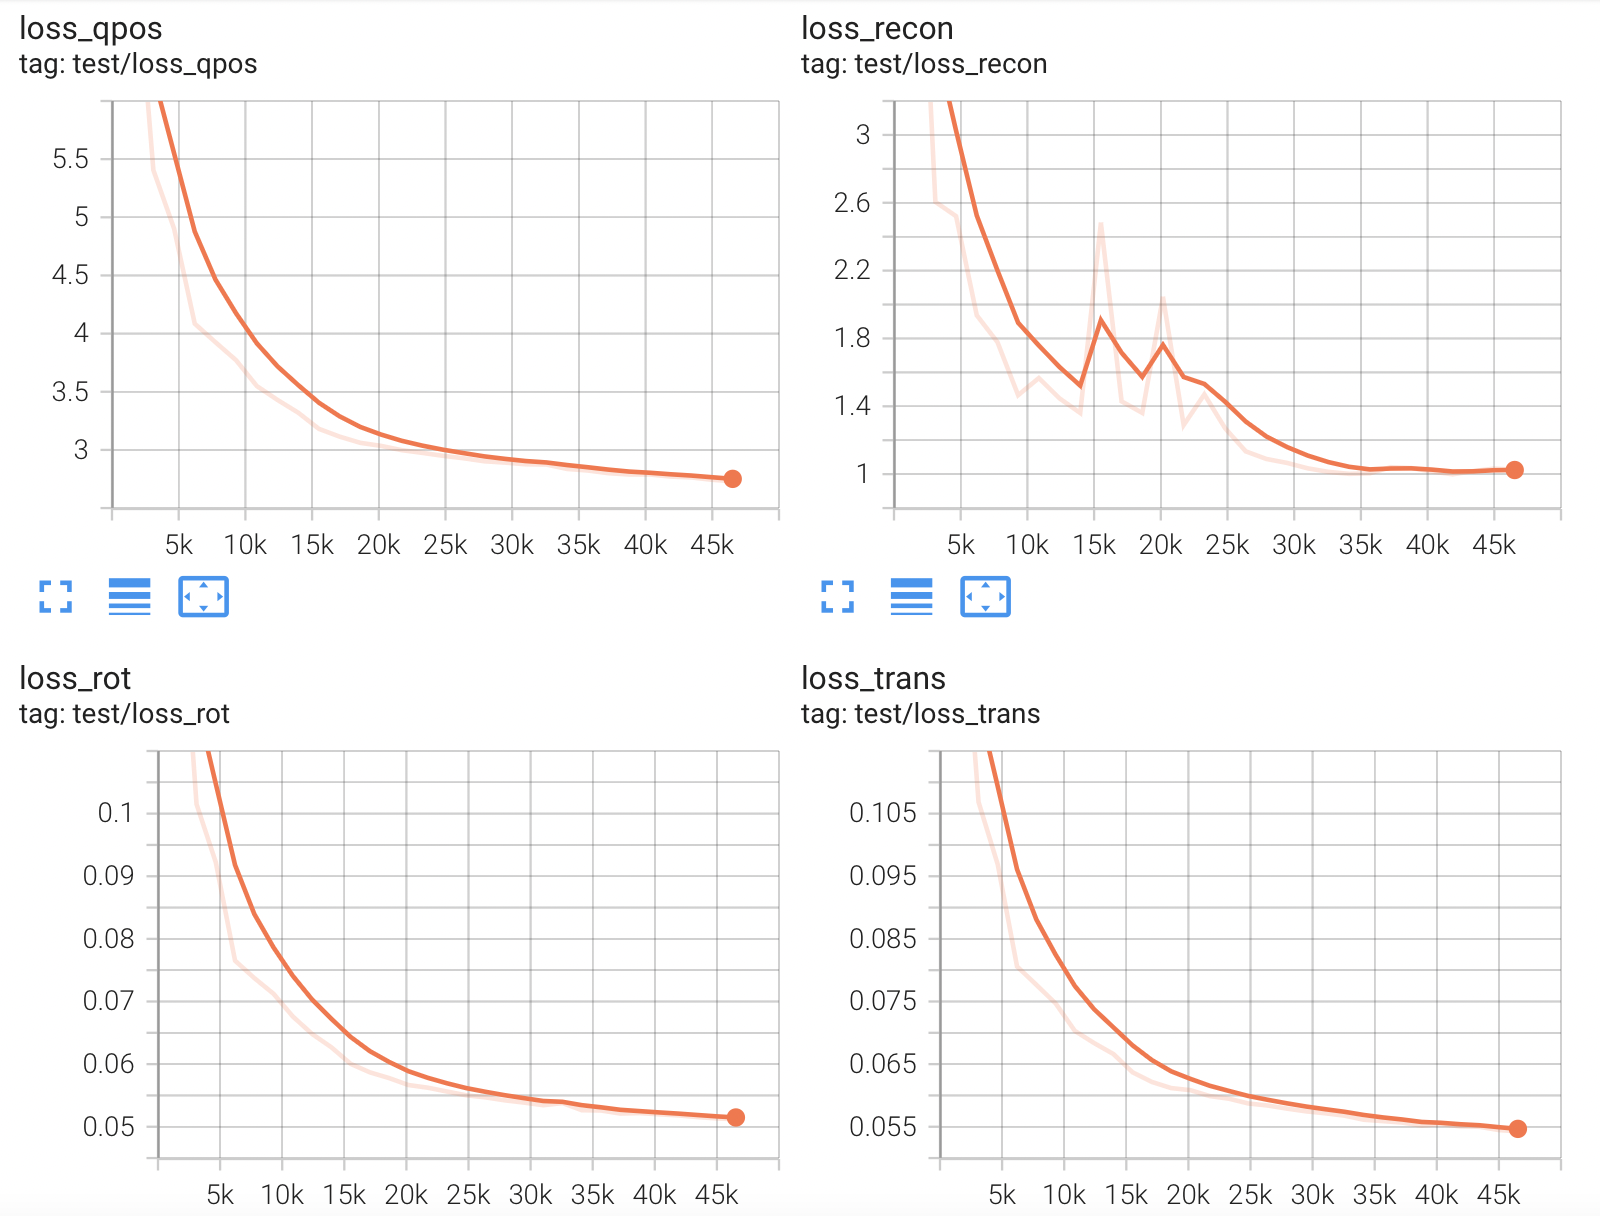 loss_qpos
tag: test/loss_qpos
5.5
5
4.5
4
3.5
3
5k 10k 15k 20k 25k 30k 35k 40k 45k
loss_recon
tag: test/loss_recon
3
2.6
2.2
1.8
1.4
1
5k 10k 15k 20k 25k 30k 35k 40k 45k
loss_rot
tag: test/loss_rot
0.1
0.09
0.08
0.07
0.06
0.05
5k 10k 15k 20k 25k 30k 35k 40k 45k
loss_trans
tag: test/loss_trans
0.105
0.095
0.085
0.075
0.065
0.055
5k 10k 15k 20k 25k 30k 35k 40k 45k